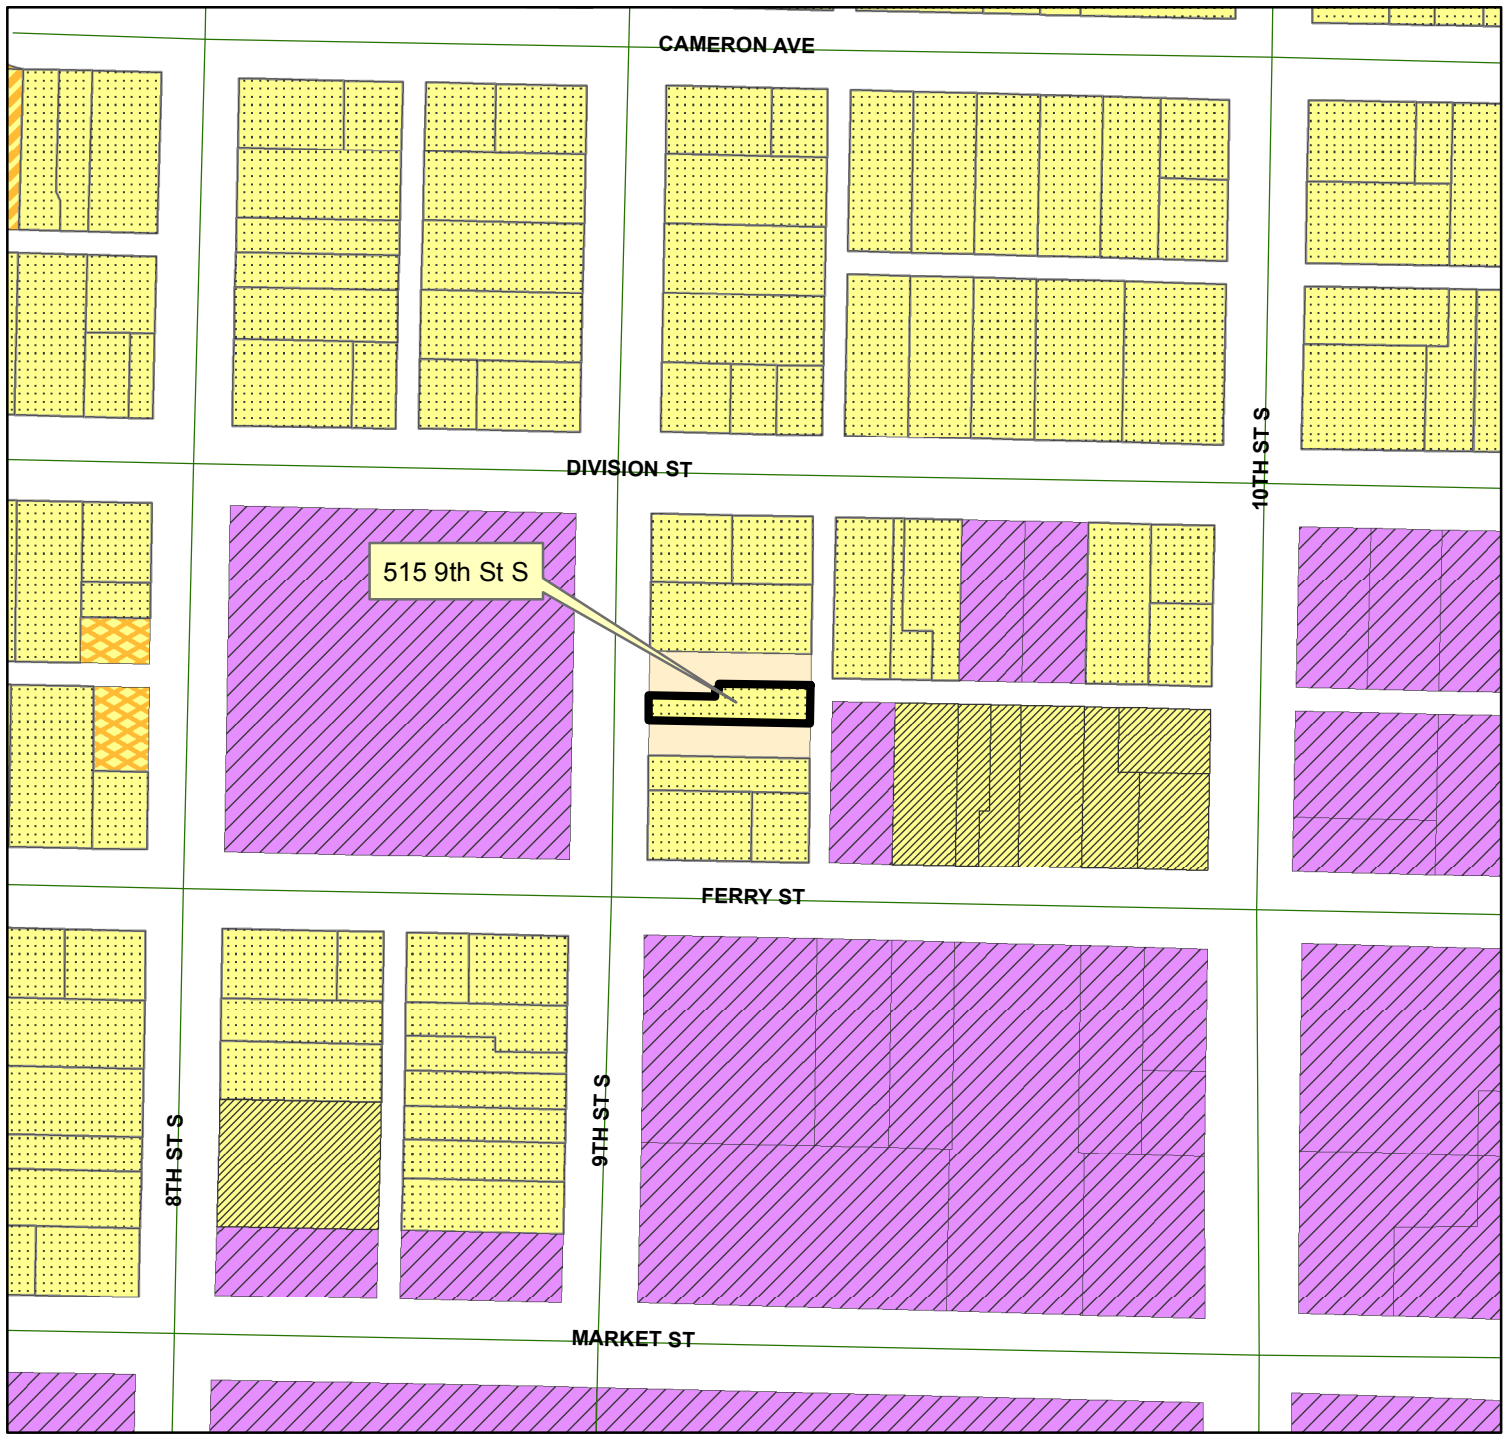 CAMERON AVE
10TH ST S
DIVISION ST
515 9th St S
FERRY ST
9TH ST S
8TH ST S
MARKET ST